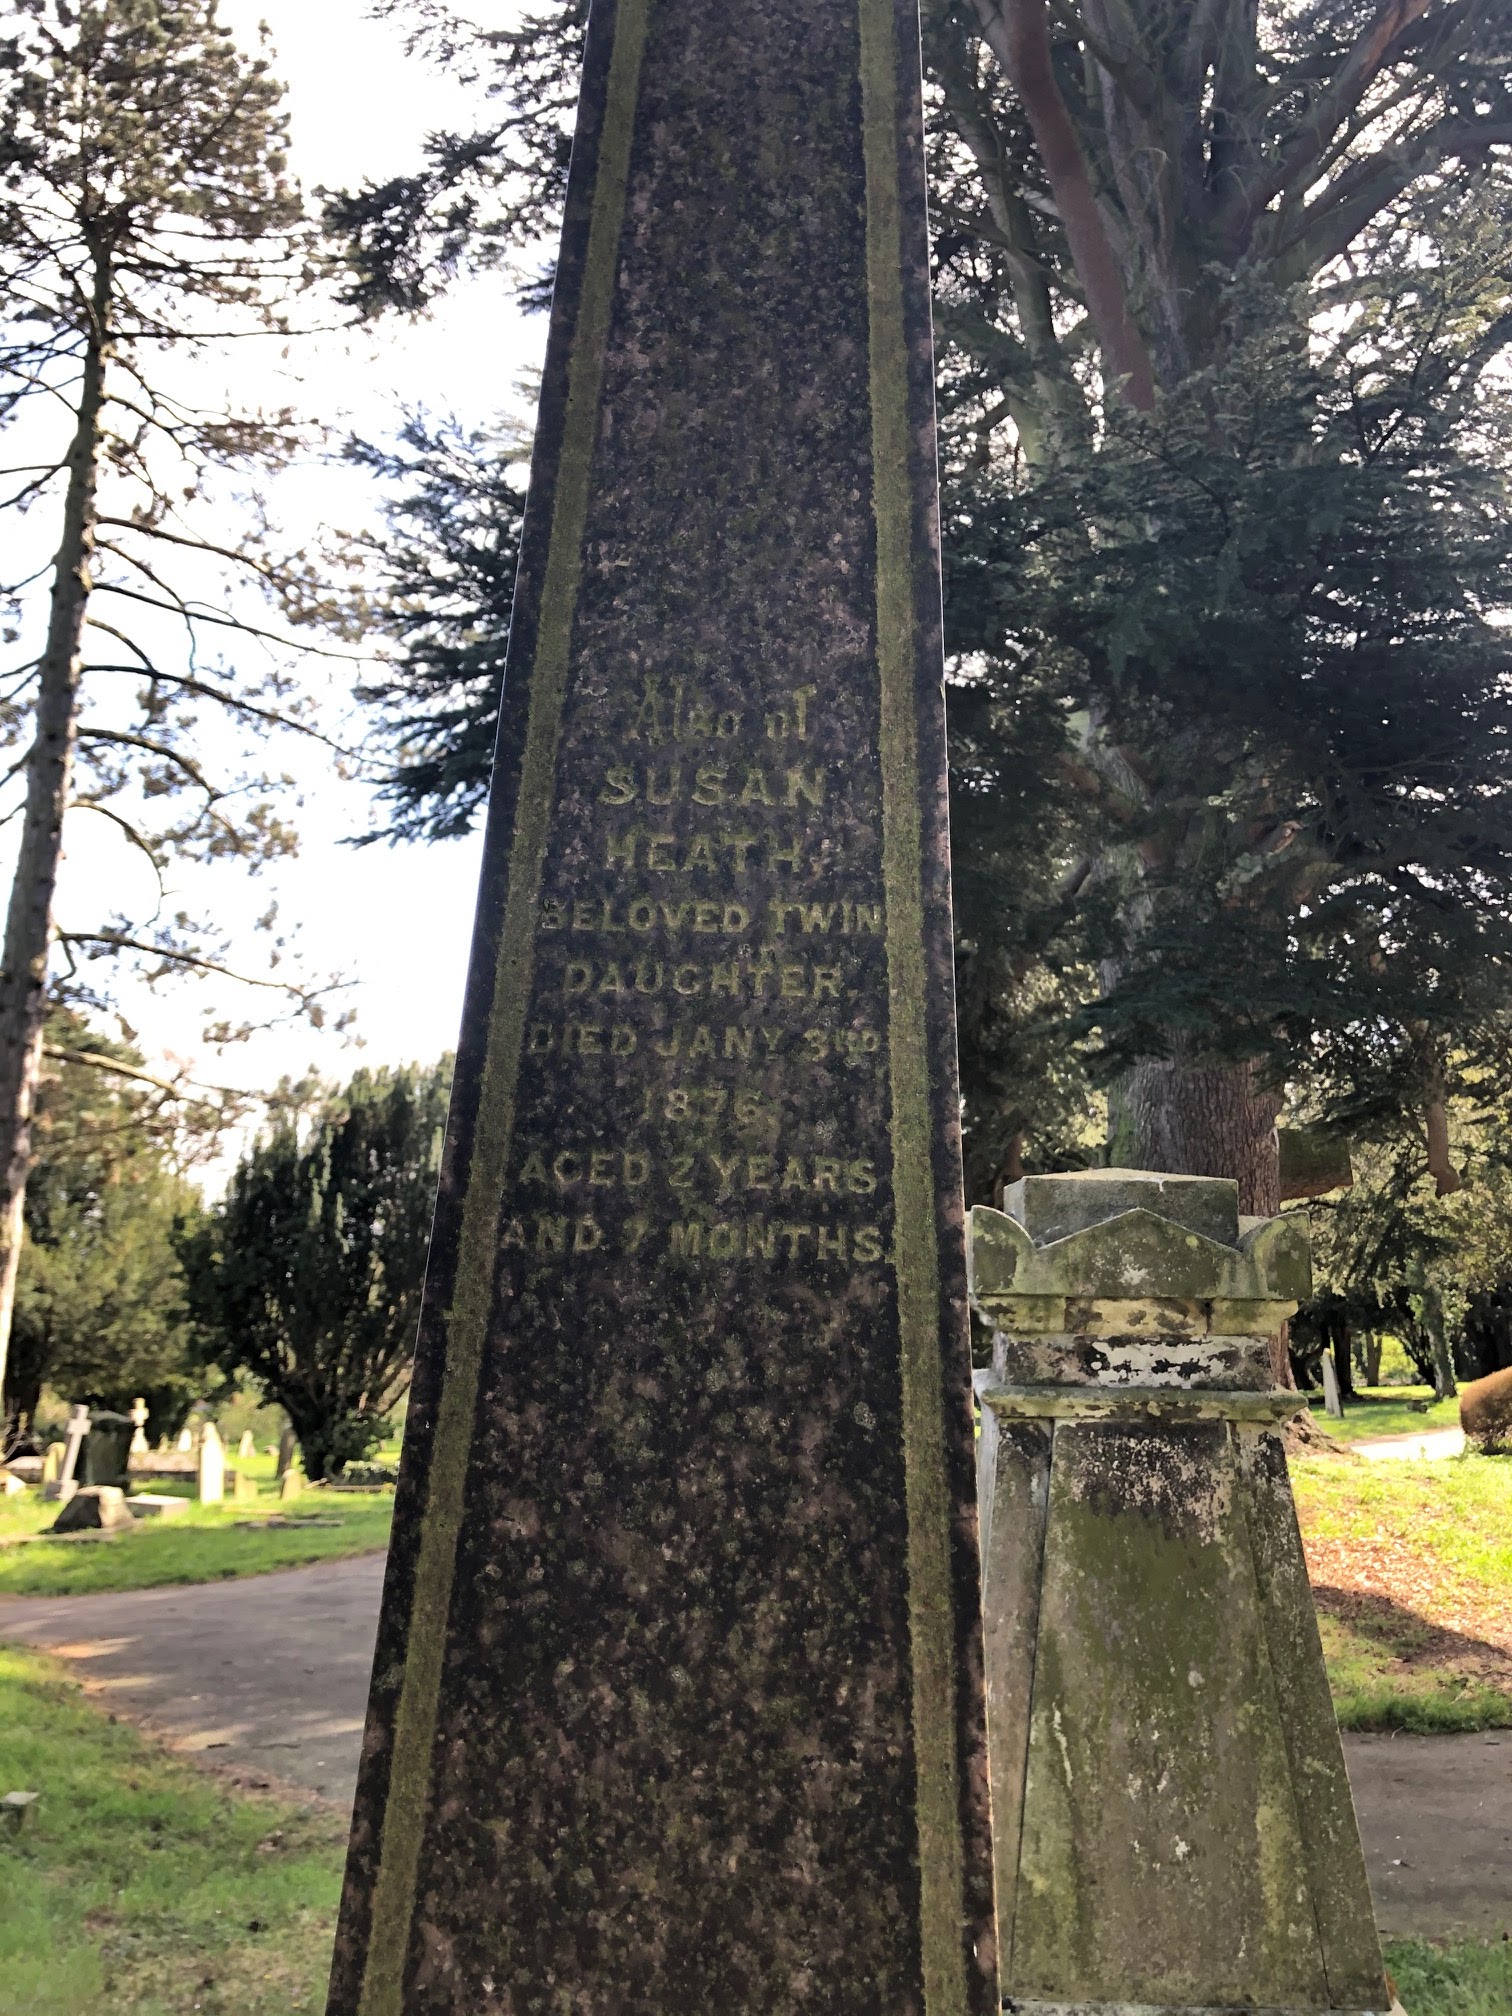 Also of
SUSAN
HEATH,
BELOVED TWIN
DAUGHTER,
DIED JANY 3RD
1876,
AGED 2 YEARS
AND 7 MONTHS.